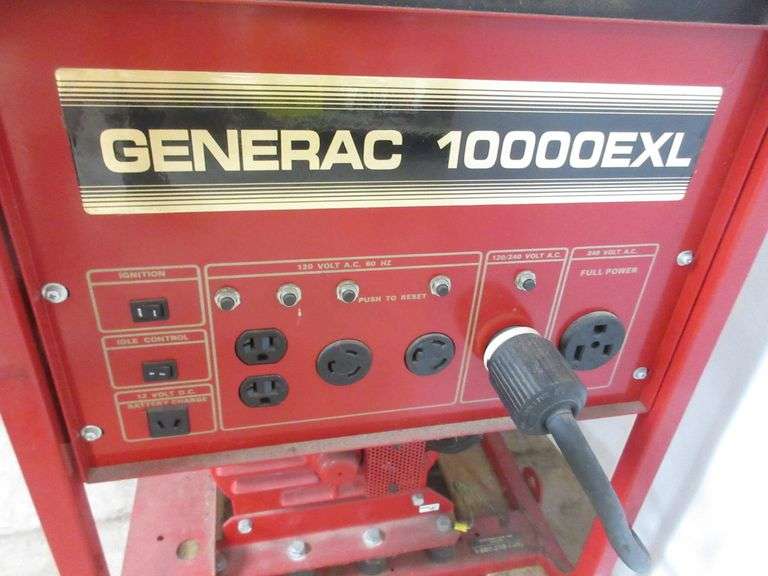 GENERAC 10000EXL
IGNITION
120 VOLT A.C. 60 HZ
120/240 VOLT A.C.
240 VOLT A.C.
FULL POWER
PUSH TO RESET
IDLE CONTROL
12 VOLT D.C.
BATTERY CHARGE